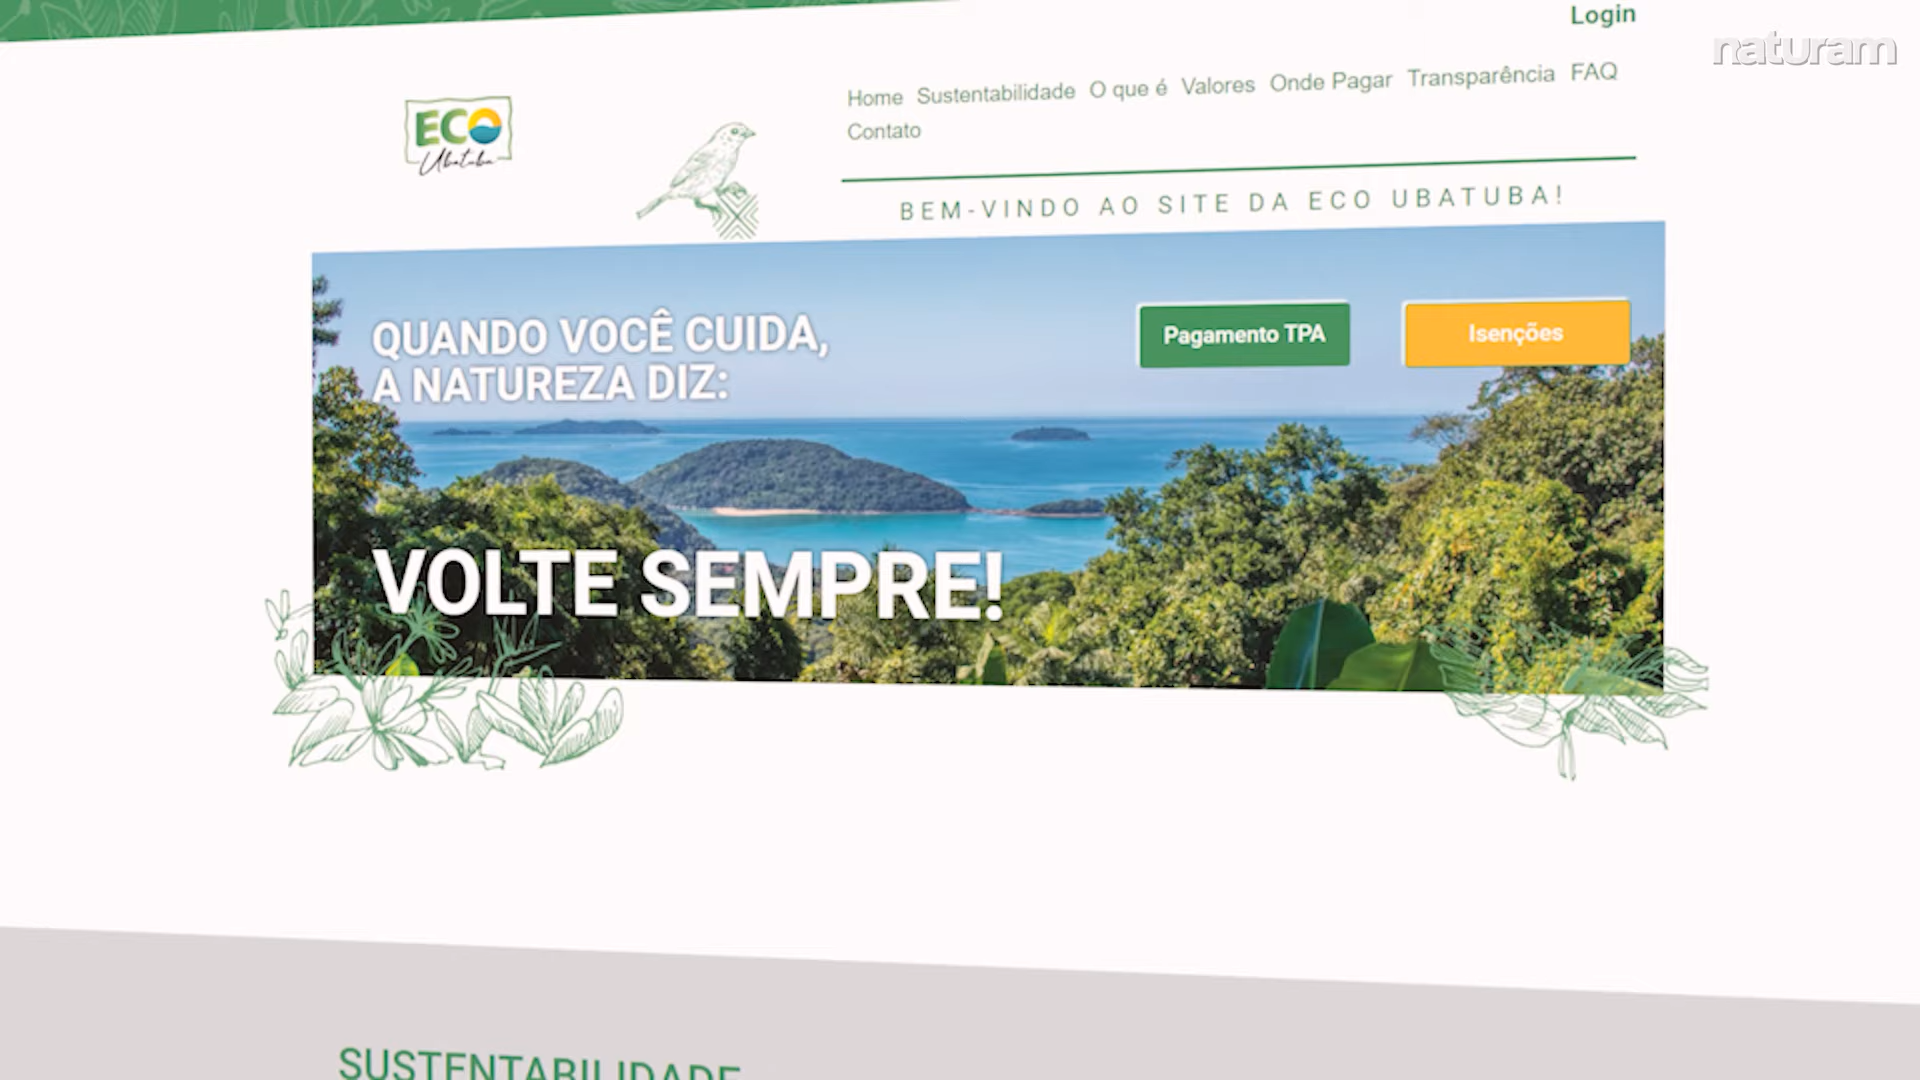 Login
naturam
Home Sustentabilidade O que é Valores Onde Pagar Transparência FAQ
Contato
ECO
Ubatuba
BEM-VINDO AO SITE DA ECO UBATUBA!
QUANDO VOCÊ CUIDA,
A NATUREZA DIZ:
Pagamento TPA
Isenções
VOLTE SEMPRE!
SUSTENTABILIDADE